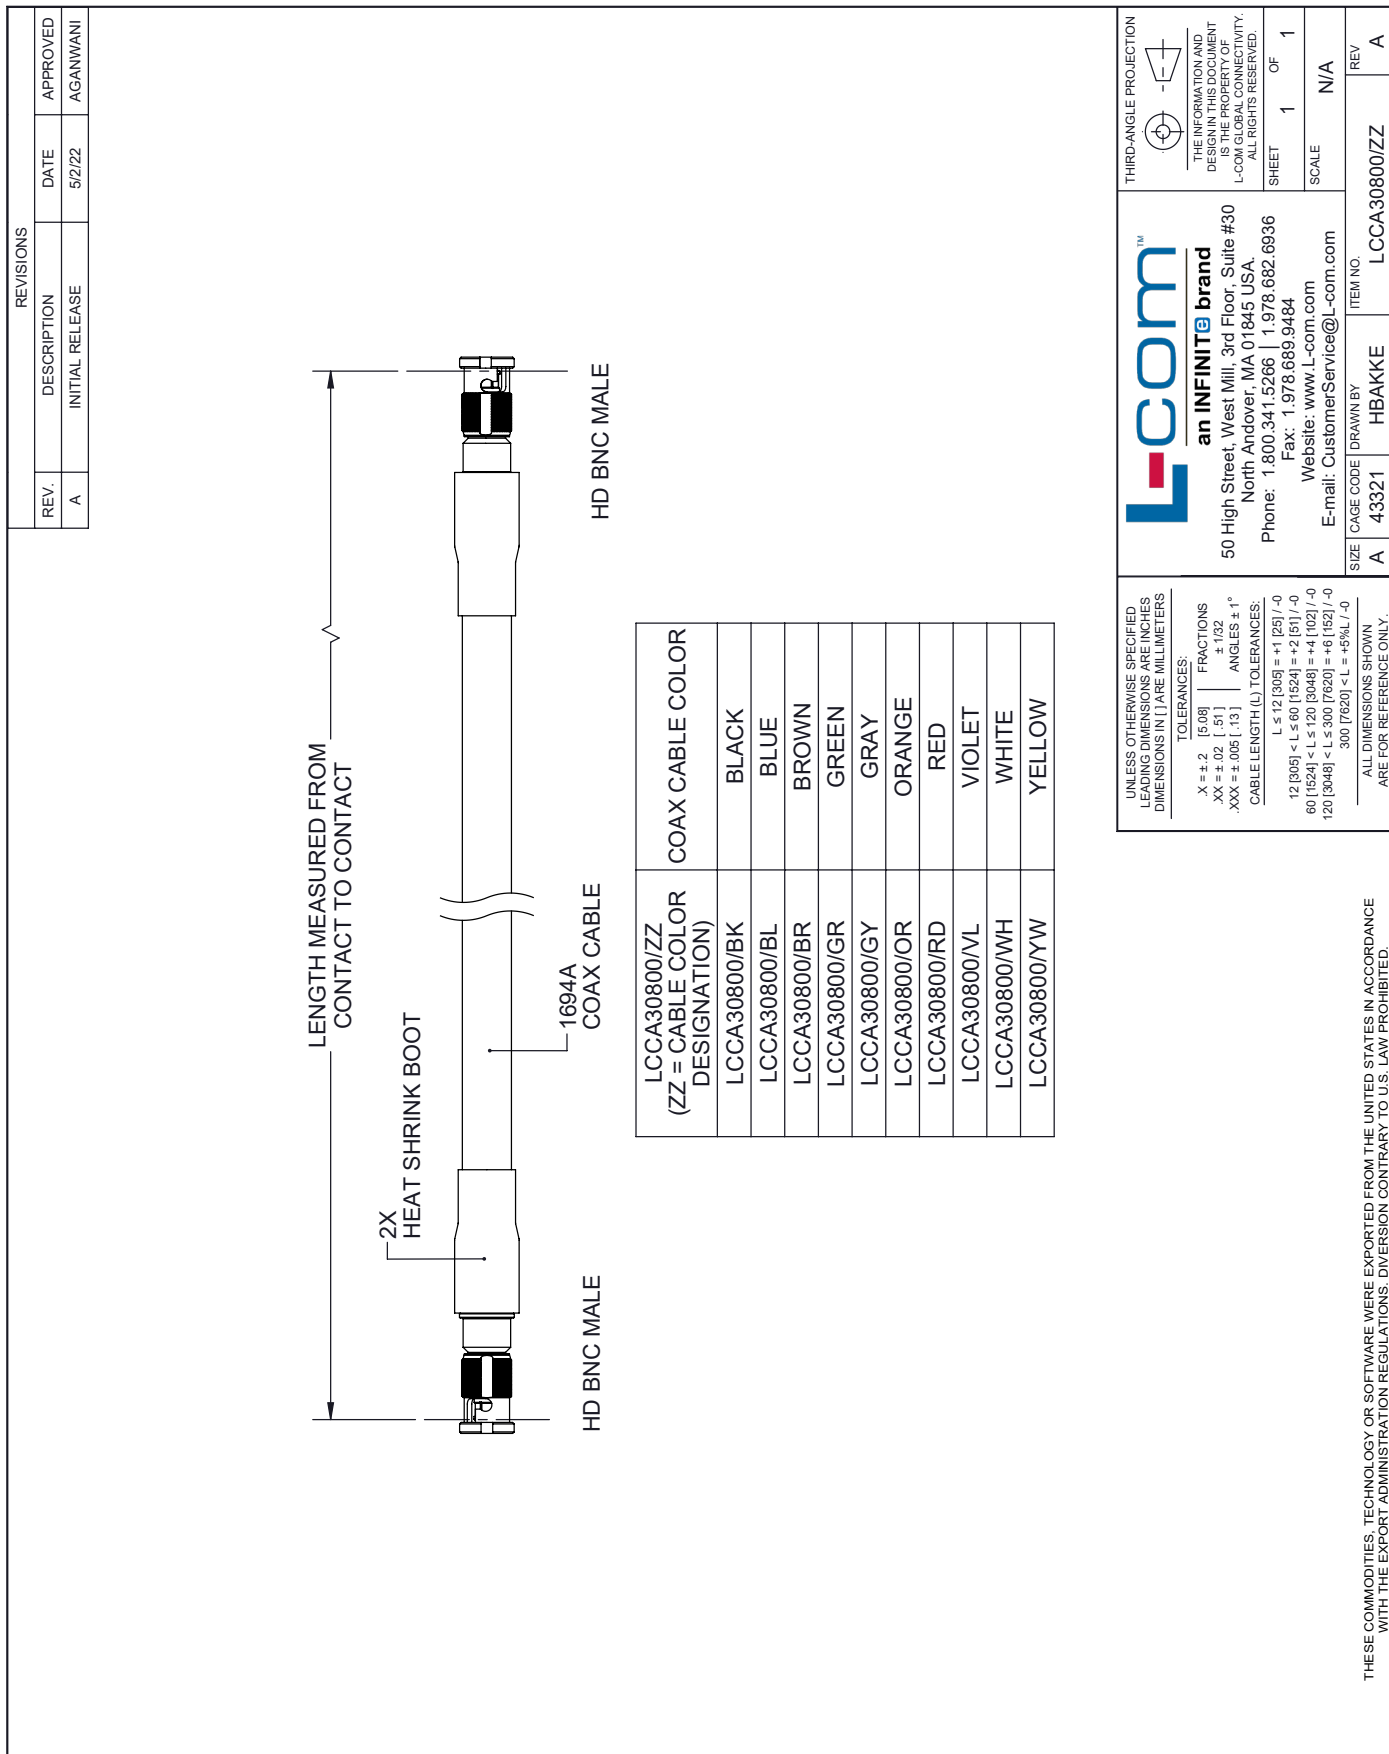 REVISIONS
REV.
DESCRIPTION
DATE
APPROVED
A
INITIAL RELEASE
5/2/22
AGANWANI
LENGTH MEASURED FROM
CONTACT TO CONTACT
2X
HEAT SHRINK BOOT
1694A
COAX CABLE
HD BNC MALE
HD BNC MALE
LCCA30800/ZZ
(ZZ = CABLE COLOR
DESIGNATION)
COAX CABLE COLOR
LCCA30800/BK
BLACK
LCCA30800/BL
BLUE
LCCA30800/BR
BROWN
LCCA30800/GR
GREEN
LCCA30800/GY
GRAY
LCCA30800/OR
ORANGE
LCCA30800/RD
RED
LCCA30800/VL
VIOLET
LCCA30800/WH
WHITE
LCCA30800/YW
YELLOW
UNLESS OTHERWISE SPECIFIED
LEADING DIMENSIONS ARE INCHES
DIMENSIONS IN [ ] ARE MILLIMETERS
TOLERANCES:
.X = ± .2 [5.08]
.XX = ± .02 [ .51 ]
.XXX = ± .005 [ .13 ]
FRACTIONS
± 1/32
ANGLES ± 1°
CABLE LENGTH (L) TOLERANCES:
L ≤ 12 [305] = +1 [25] / -0
12 [305] < L ≤ 60 [1524] = +2 [51] / -0
60 [1524] < L ≤ 120 [3048] = +4 [102] / -0
120 [3048] < L ≤ 300 [7620] = +6 [152] / -0
300 [7620] < L = +5%L / -0
ALL DIMENSIONS SHOWN
ARE FOR REFERENCE ONLY.
L-com™
an INFINITe brand
50 High Street, West Mill, 3rd Floor, Suite #30
North Andover, MA 01845 USA.
Phone: 1.800.341.5266 | 1.978.682.6936
Fax: 1.978.689.9484
Website: www.L-com.com
E-mail: CustomerService@L-com.com
THIRD-ANGLE PROJECTION
THE INFORMATION AND
DESIGN IN THIS DOCUMENT
IS THE PROPERTY OF
L-COM GLOBAL CONNECTIVITY.
ALL RIGHTS RESERVED.
SHEET
1 OF 1
SCALE
N/A
SIZE
A
CAGE CODE
43321
DRAWN BY
HBAKKE
ITEM NO.
LCCA30800/ZZ
REV
A
THESE COMMODITIES, TECHNOLOGY OR SOFTWARE WERE EXPORTED FROM THE UNITED STATES IN ACCORDANCE
WITH THE EXPORT ADMINISTRATION REGULATIONS. DIVERSION CONTRARY TO U.S. LAW PROHIBITED.